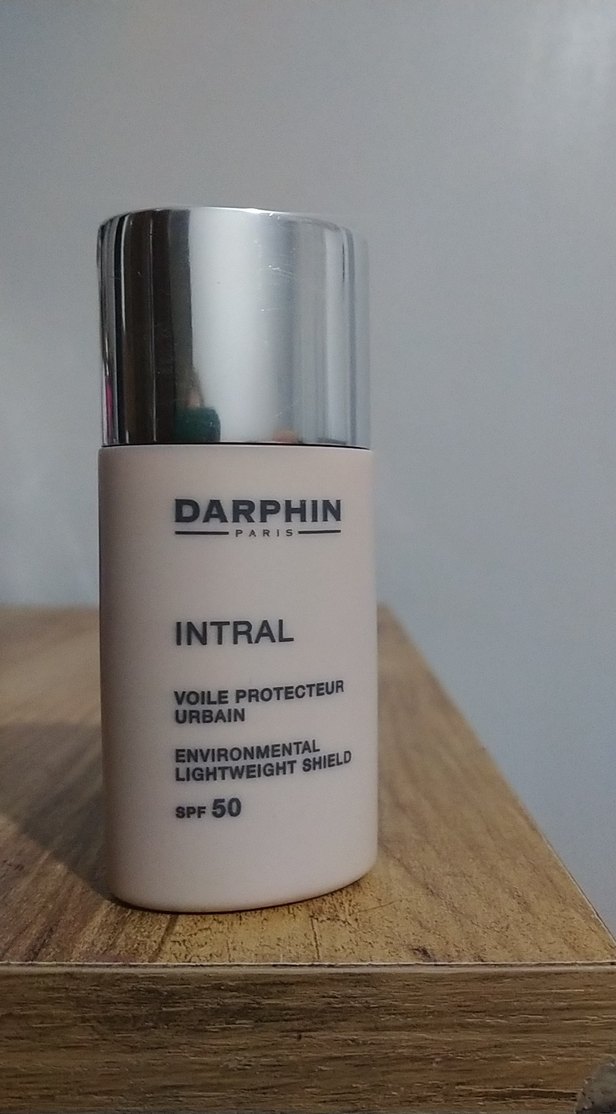 DARPHIN
PARIS
INTRAL
VOILE PROTECTEUR
URBAIN
ENVIRONMENTAL
LIGHTWEIGHT SHIELD
SPF 50